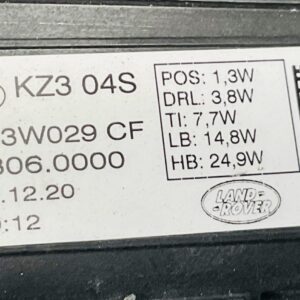 KZ3 04S
3W029 CF
806.0000
.12.20
:12
POS: 1,3W
DRL: 3,8W
TI: 7,7W
LB: 14,8W
HB: 24,9W
LAND-
ROVER